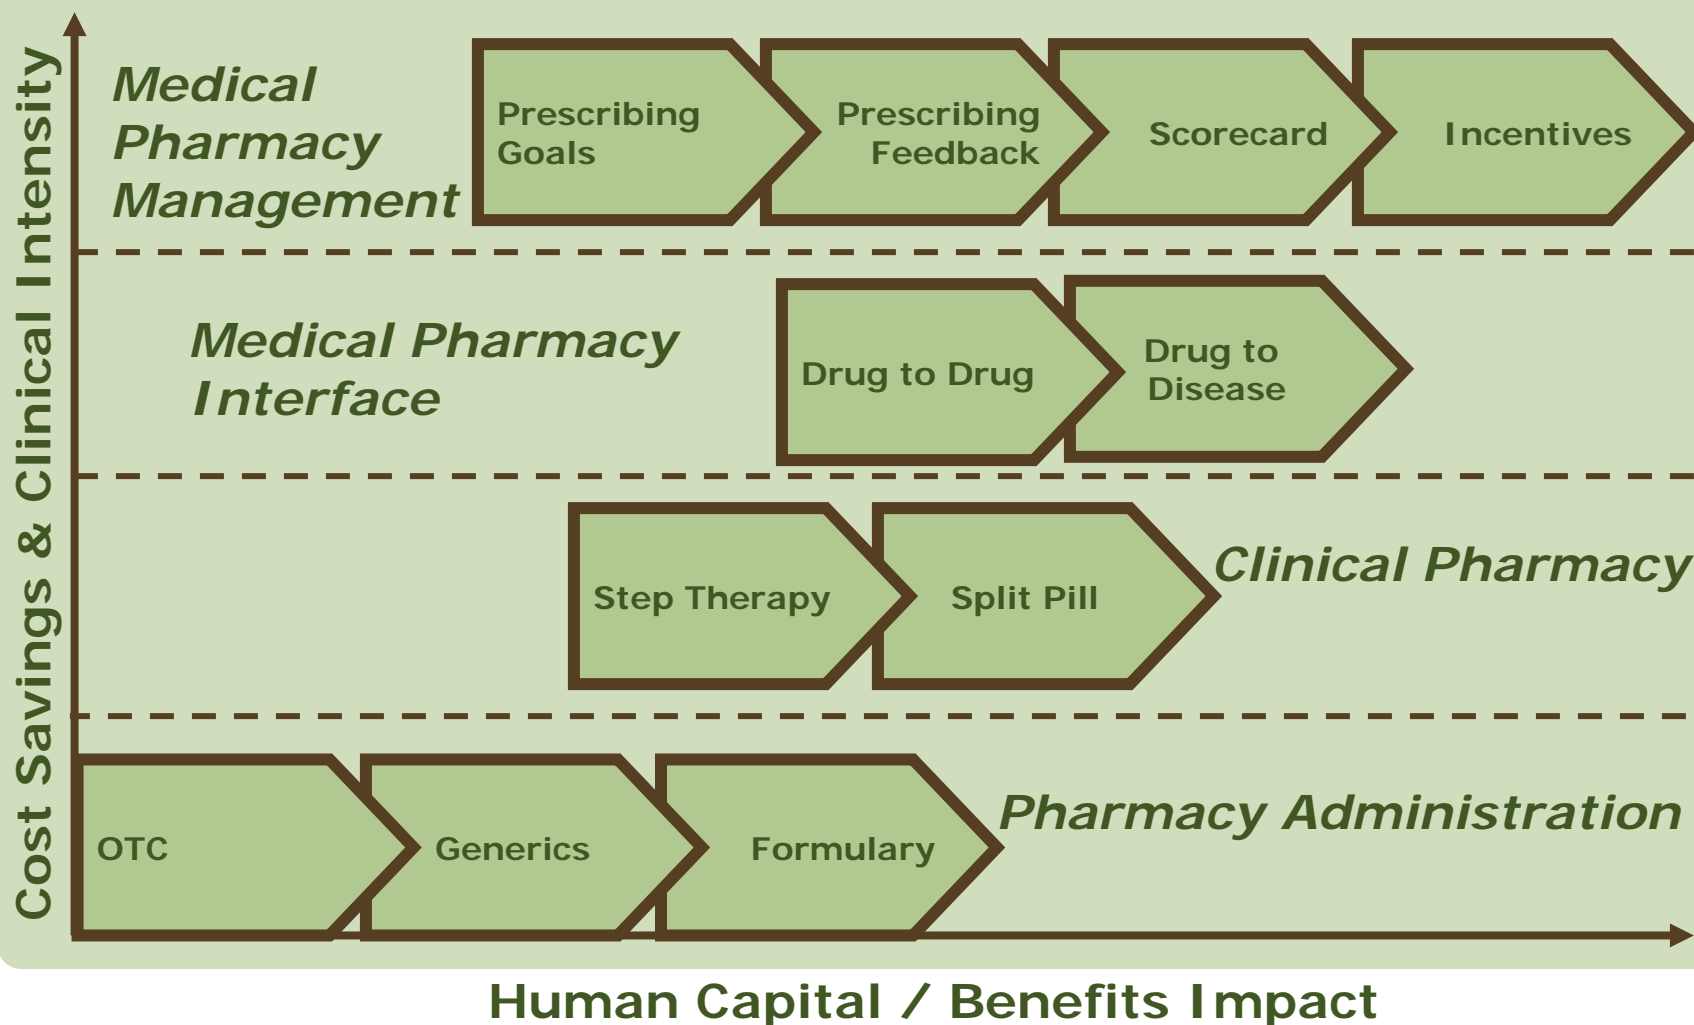 Cost Savings & Clinical Intensity
Medical
Pharmacy
Management
Prescribing
Goals
Prescribing
Feedback
Scorecard
Incentives
Medical Pharmacy
Interface
Drug to Drug
Drug to
Disease
Step Therapy
Split Pill
Clinical Pharmacy
OTC
Generics
Formulary
Pharmacy Administration
Human Capital / Benefits Impact